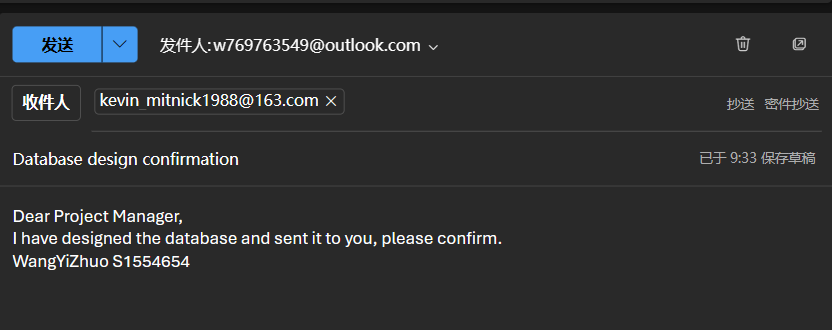 发送 发件人:w769763549@outlook.com
收件人 kevin_mitnick1988@163.com 抄送 密件抄送
Database design confirmation 已于 9:33 保存草稿
Dear Project Manager,
I have designed the database and sent it to you, please confirm.
WangYiZhuo S1554654